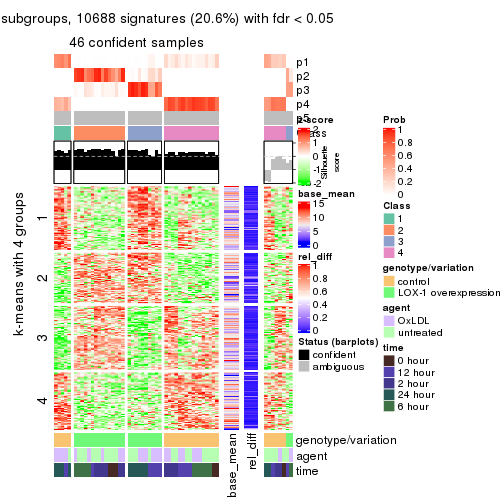 subgroups, 10688 signatures (20.6%) with fdr < 0.05
46 confident samples
p1
p2
p3
p4
p5
Class
Silhouette
score
k-means with 4 groups
1
2
3
4
base_mean
rel_diff
genotype/variation
agent
time
z-score
2
1
0
-1
-2
base_mean
15
10
5
0
rel_diff
1
0.8
0.6
0.4
0.2
0
Status (barplots)
confident
ambiguous
Prob
1
0.8
0.6
0.4
0.2
0
Class
1
2
3
4
genotype/variation
control
LOX-1 overexpression
agent
OxLDL
untreated
time
0 hour
12 hour
2 hour
24 hour
6 hour